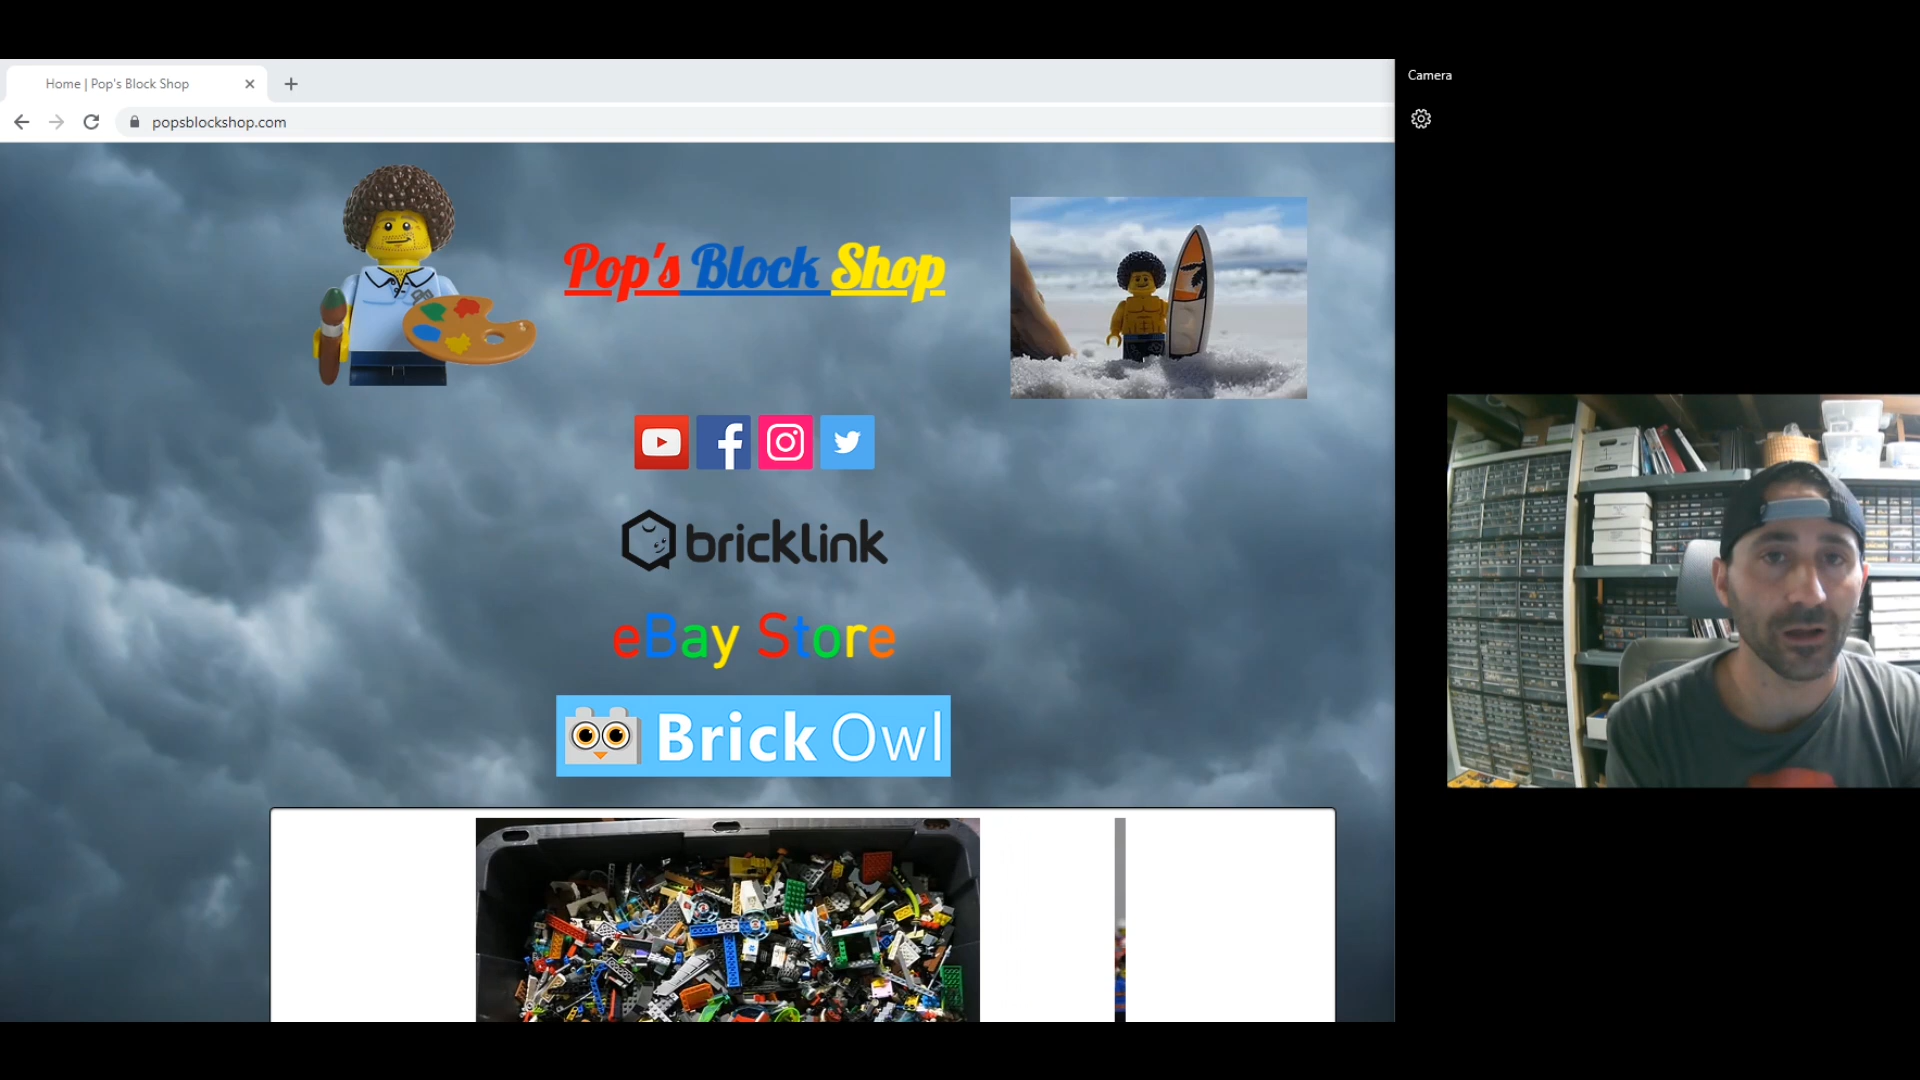 Home | Pop's Block Shop
popsblockshop.com
Camera
Pop's Block Shop
bricklink
eBay Store
Brick Owl